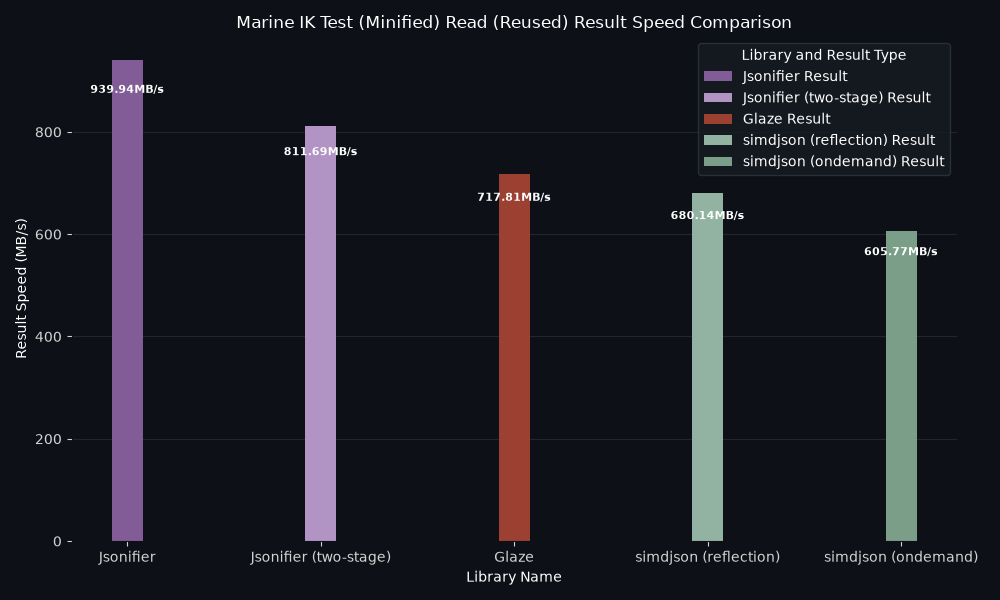 Marine IK Test (Minified) Read (Reused) Result Speed Comparison
Library and Result Type
Jsonifier Result
Jsonifier (two-stage) Result
Glaze Result
simdjson (reflection) Result
simdjson (ondemand) Result
939.94MB/s
811.69MB/s
717.81MB/s
680.14MB/s
605.77MB/s
Result Speed (MB/s)
800
600
400
200
0
Jsonifier
Jsonifier (two-stage)
Glaze
simdjson (reflection)
simdjson (ondemand)
Library Name